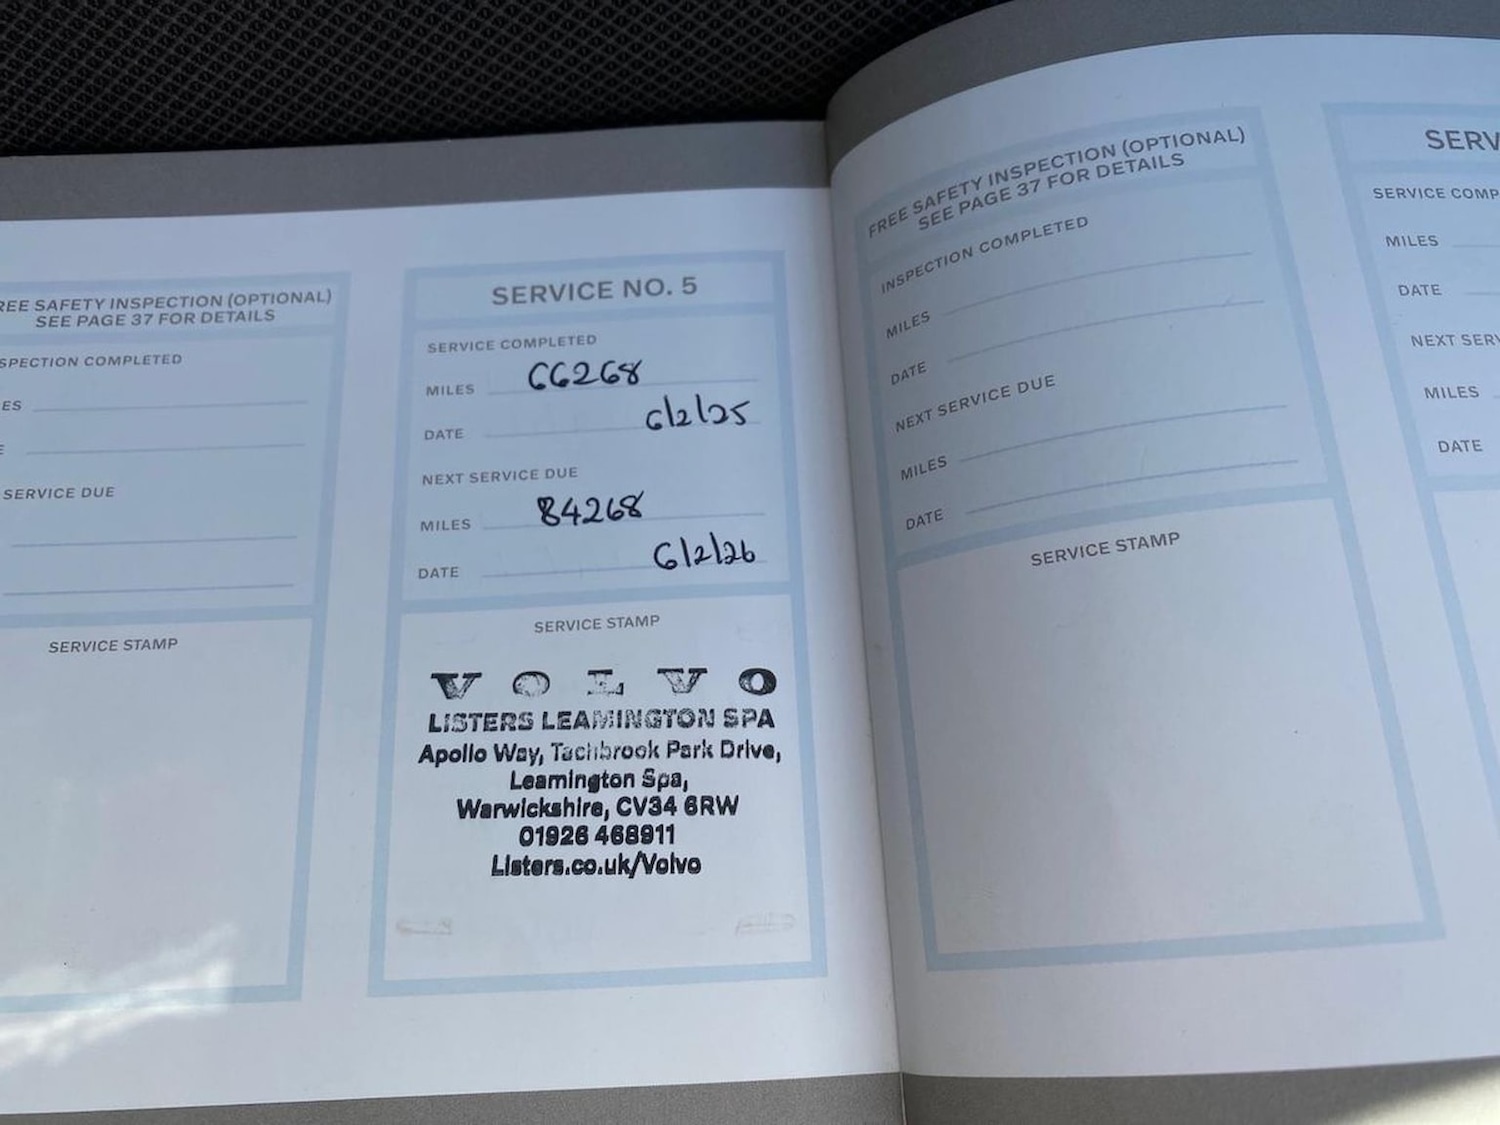 REE SAFETY INSPECTION (OPTIONAL)
SEE PAGE 37 FOR DETAILS
SPECTION COMPLETED
ES
E
SERVICE DUE
SERVICE STAMP
SERVICE NO. 5
SERVICE COMPLETED
MILES 66268
DATE 6/2/25
NEXT SERVICE DUE
MILES 84268
DATE 6/2/26
SERVICE STAMP
VOLVO
LISTERS LEAMINGTON SPA
Apollo Way, Tachbrook Park Drive,
Leamington Spa,
Warwickshire, CV34 6RW
01926 468911
Listers.co.uk/Volvo
FREE SAFETY INSPECTION (OPTIONAL)
SEE PAGE 37 FOR DETAILS
INSPECTION COMPLETED
MILES
DATE
NEXT SERVICE DUE
MILES
DATE
SERVICE STAMP
SERV
SERVICE COMP
MILES
DATE
NEXT SERV
MILES
DATE